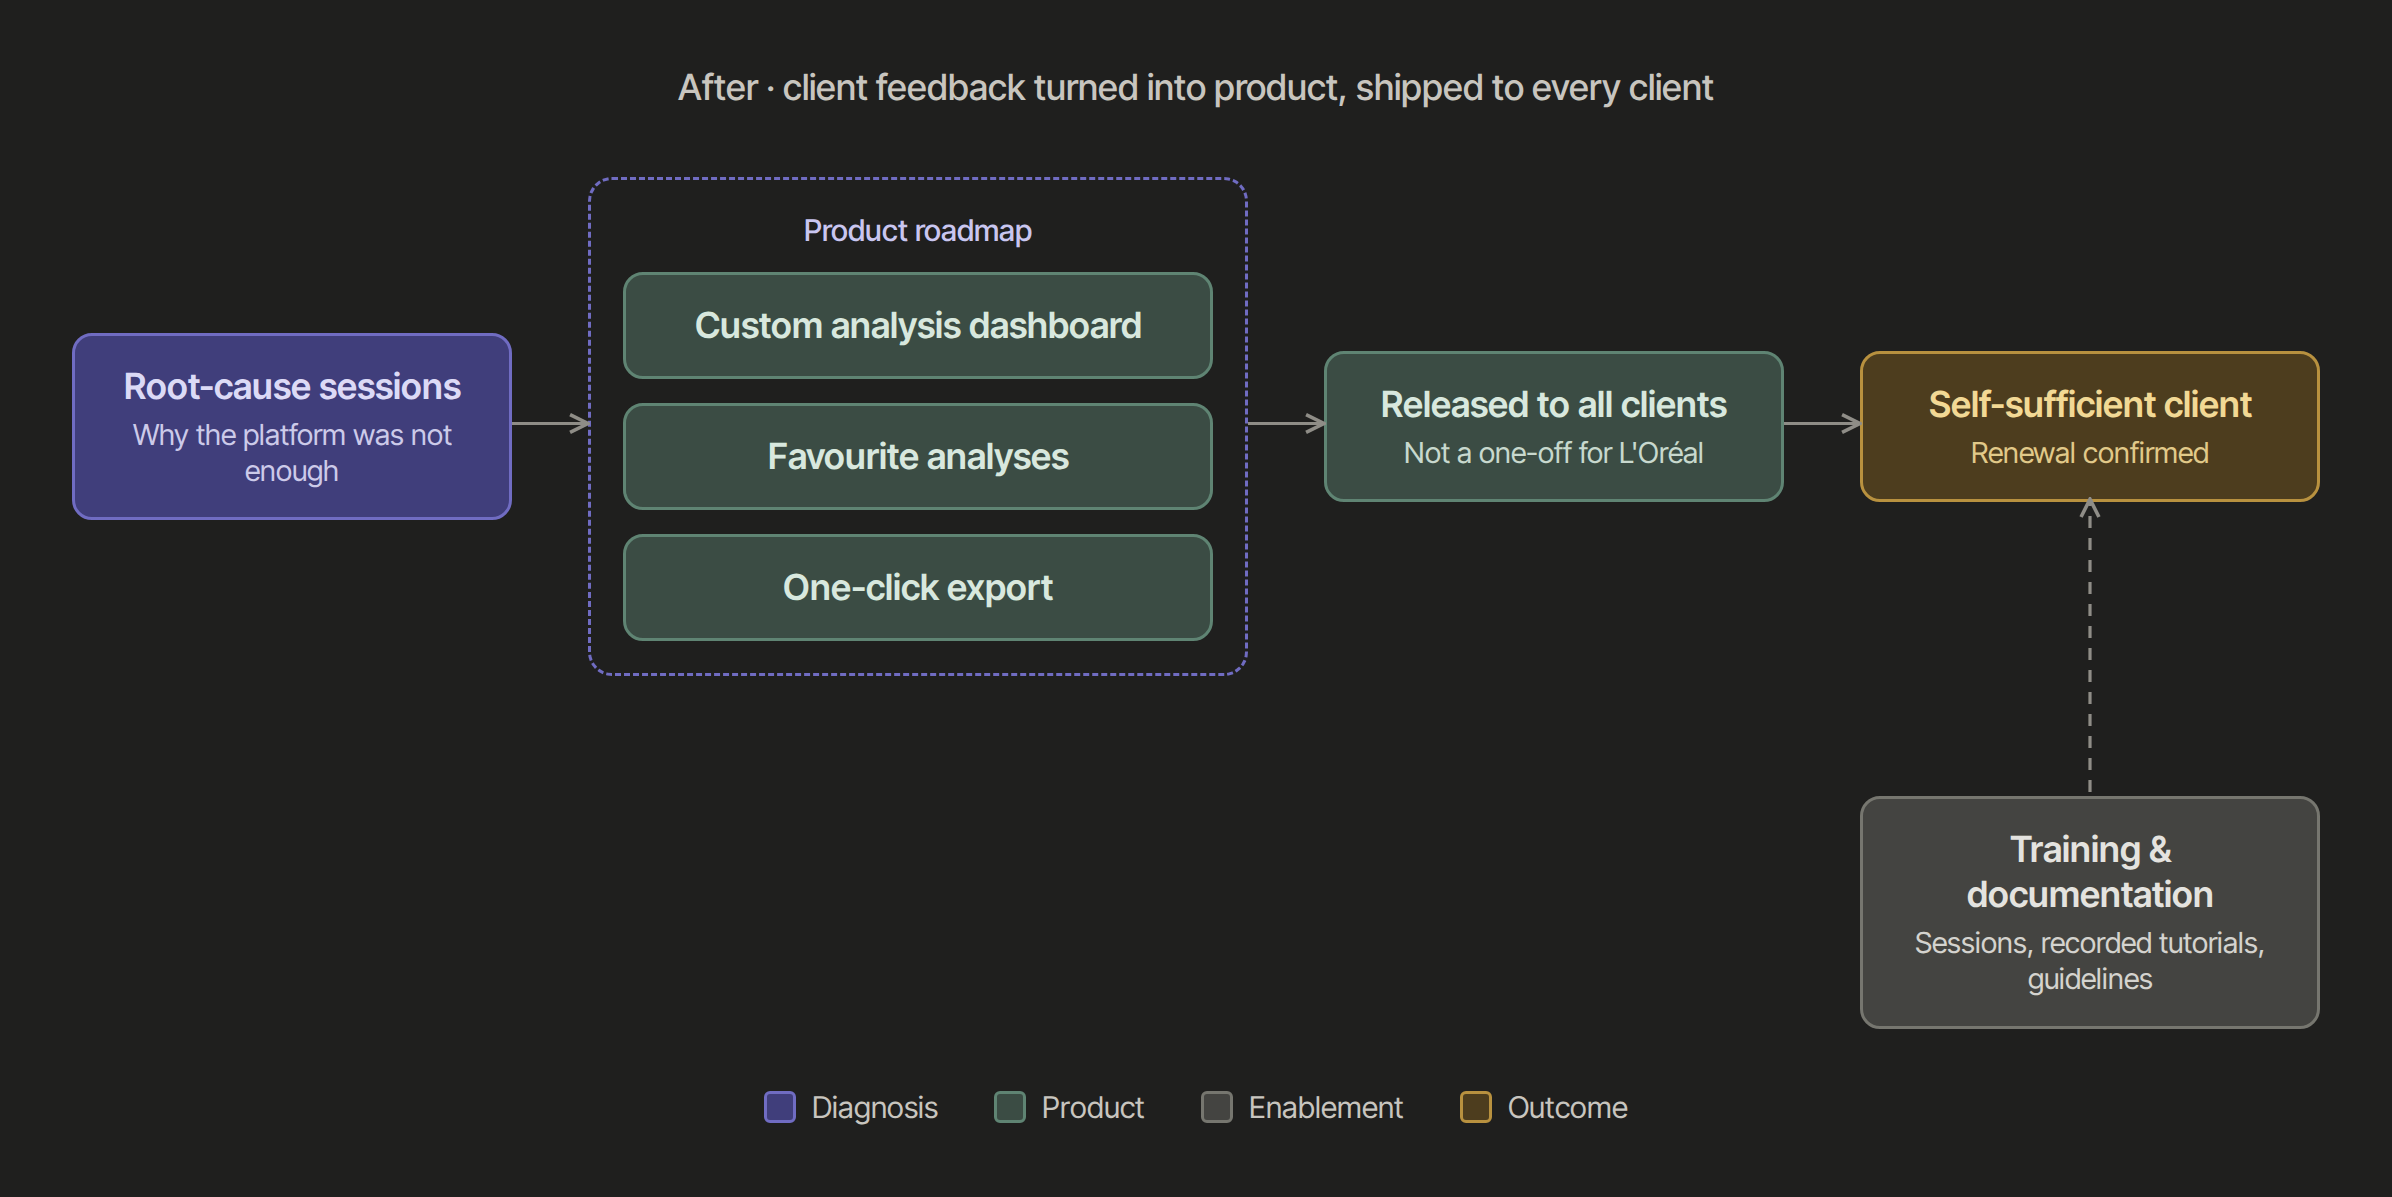 After · client feedback turned into product, shipped to every client
Product roadmap
Custom analysis dashboard
Favourite analyses
One-click export
Root-cause sessions
Why the platform was not
enough
Released to all clients
Not a one-off for L'Oréal
Self-sufficient client
Renewal confirmed
Training &
documentation
Sessions, recorded tutorials,
guidelines
Diagnosis
Product
Enablement
Outcome